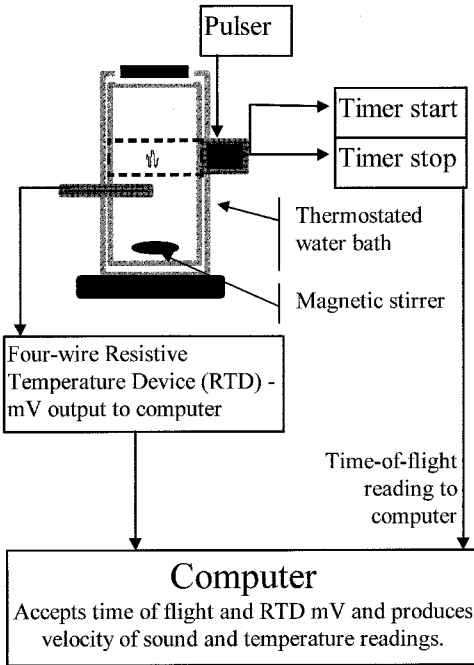 Pulser
Timer start
Timer stop
Thermostated
water bath
Magnetic stirrer
Four-wire Resistive
Temperature Device (RTD) -
mV output to computer
Time-of-flight
reading to
computer
Computer
Accepts time of flight and RTD mV and produces
velocity of sound and temperature readings.